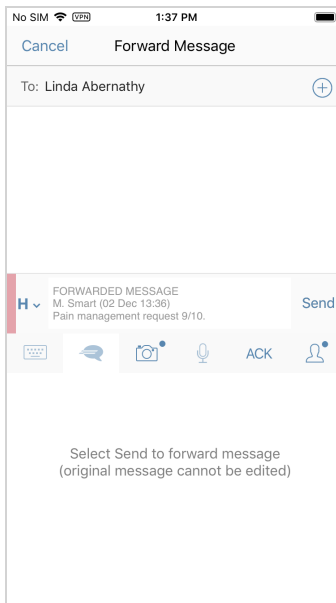 No SIM VPN 1:37 PM
Cancel Forward Message
To: Linda Abernathy
FORWARDED MESSAGE
H M. Smart (02 Dec 13:36) Send
Pain management request 9/10.
ACK
Select Send to forward message
(original message cannot be edited)